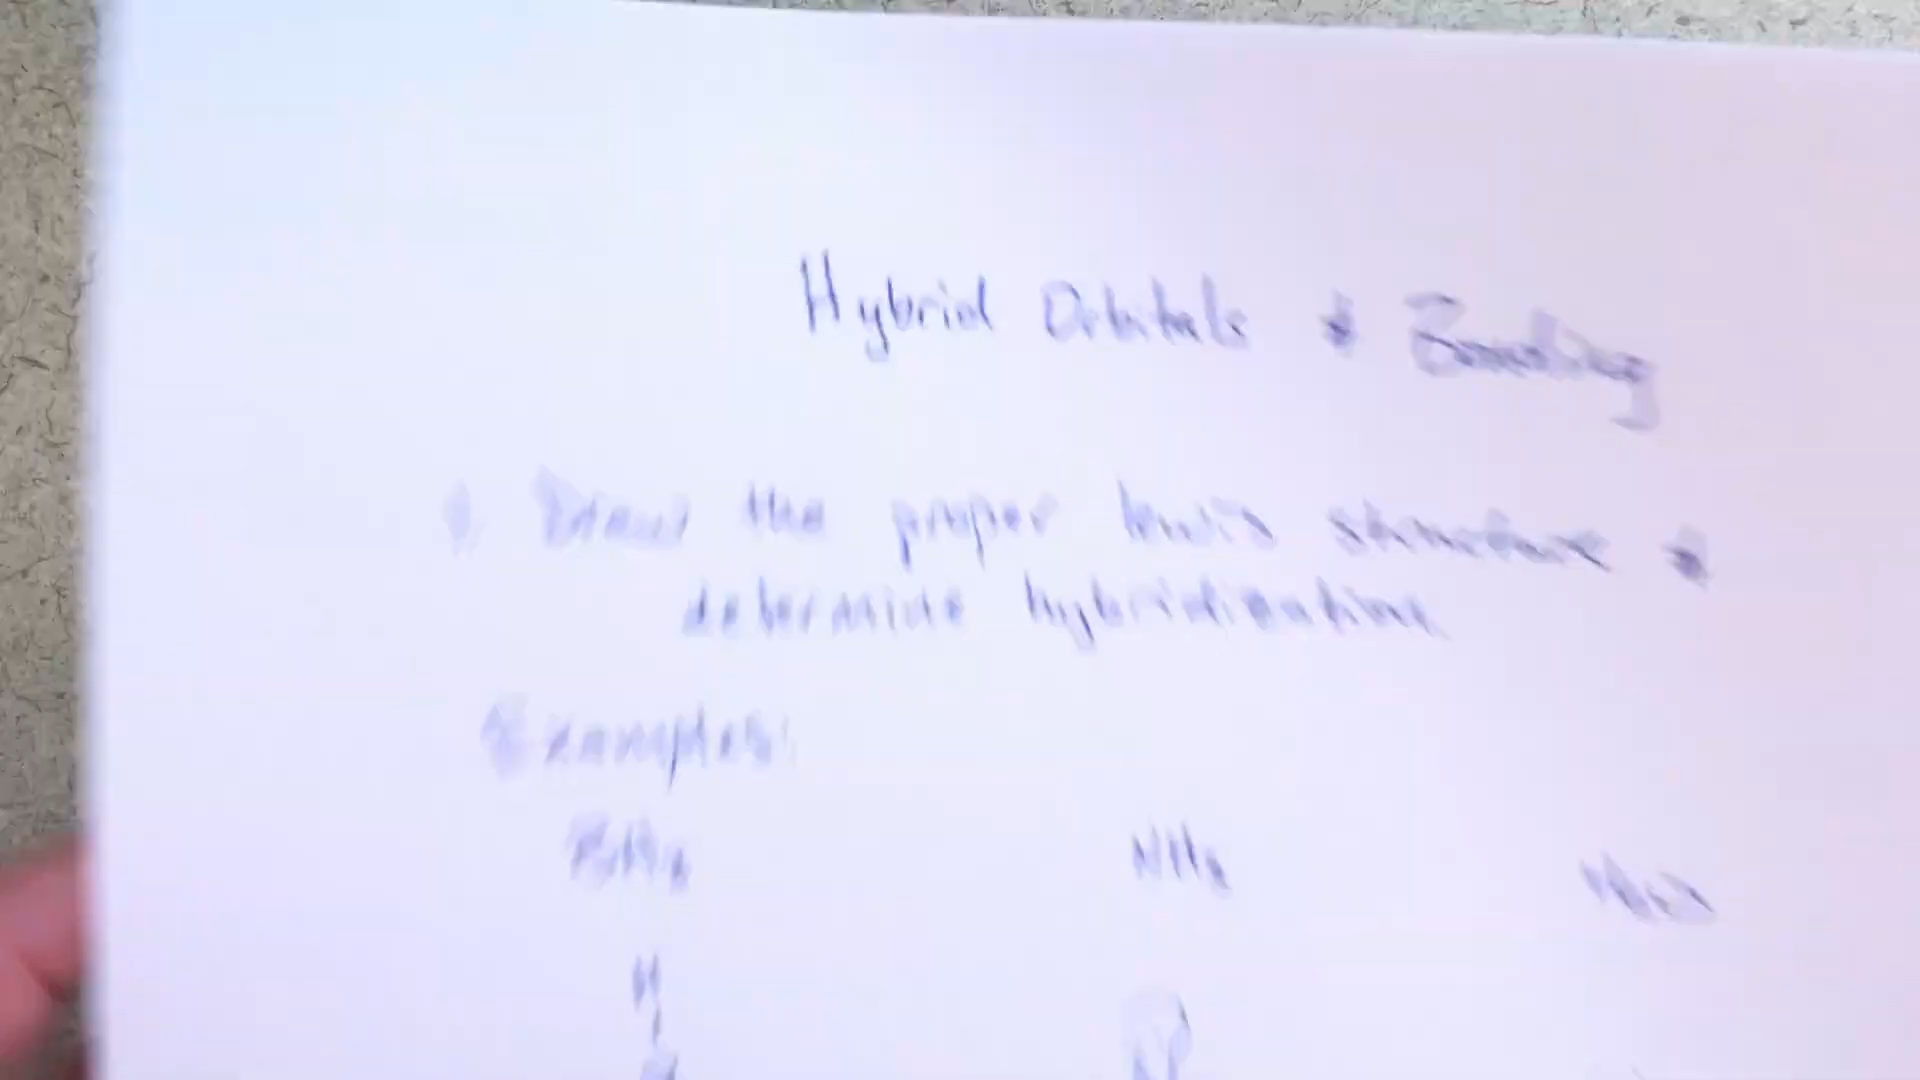 Hybrid Orbitals & Bonding
Draw the proper lewis structure &
determine hybridization
Examples:
NH₃
H